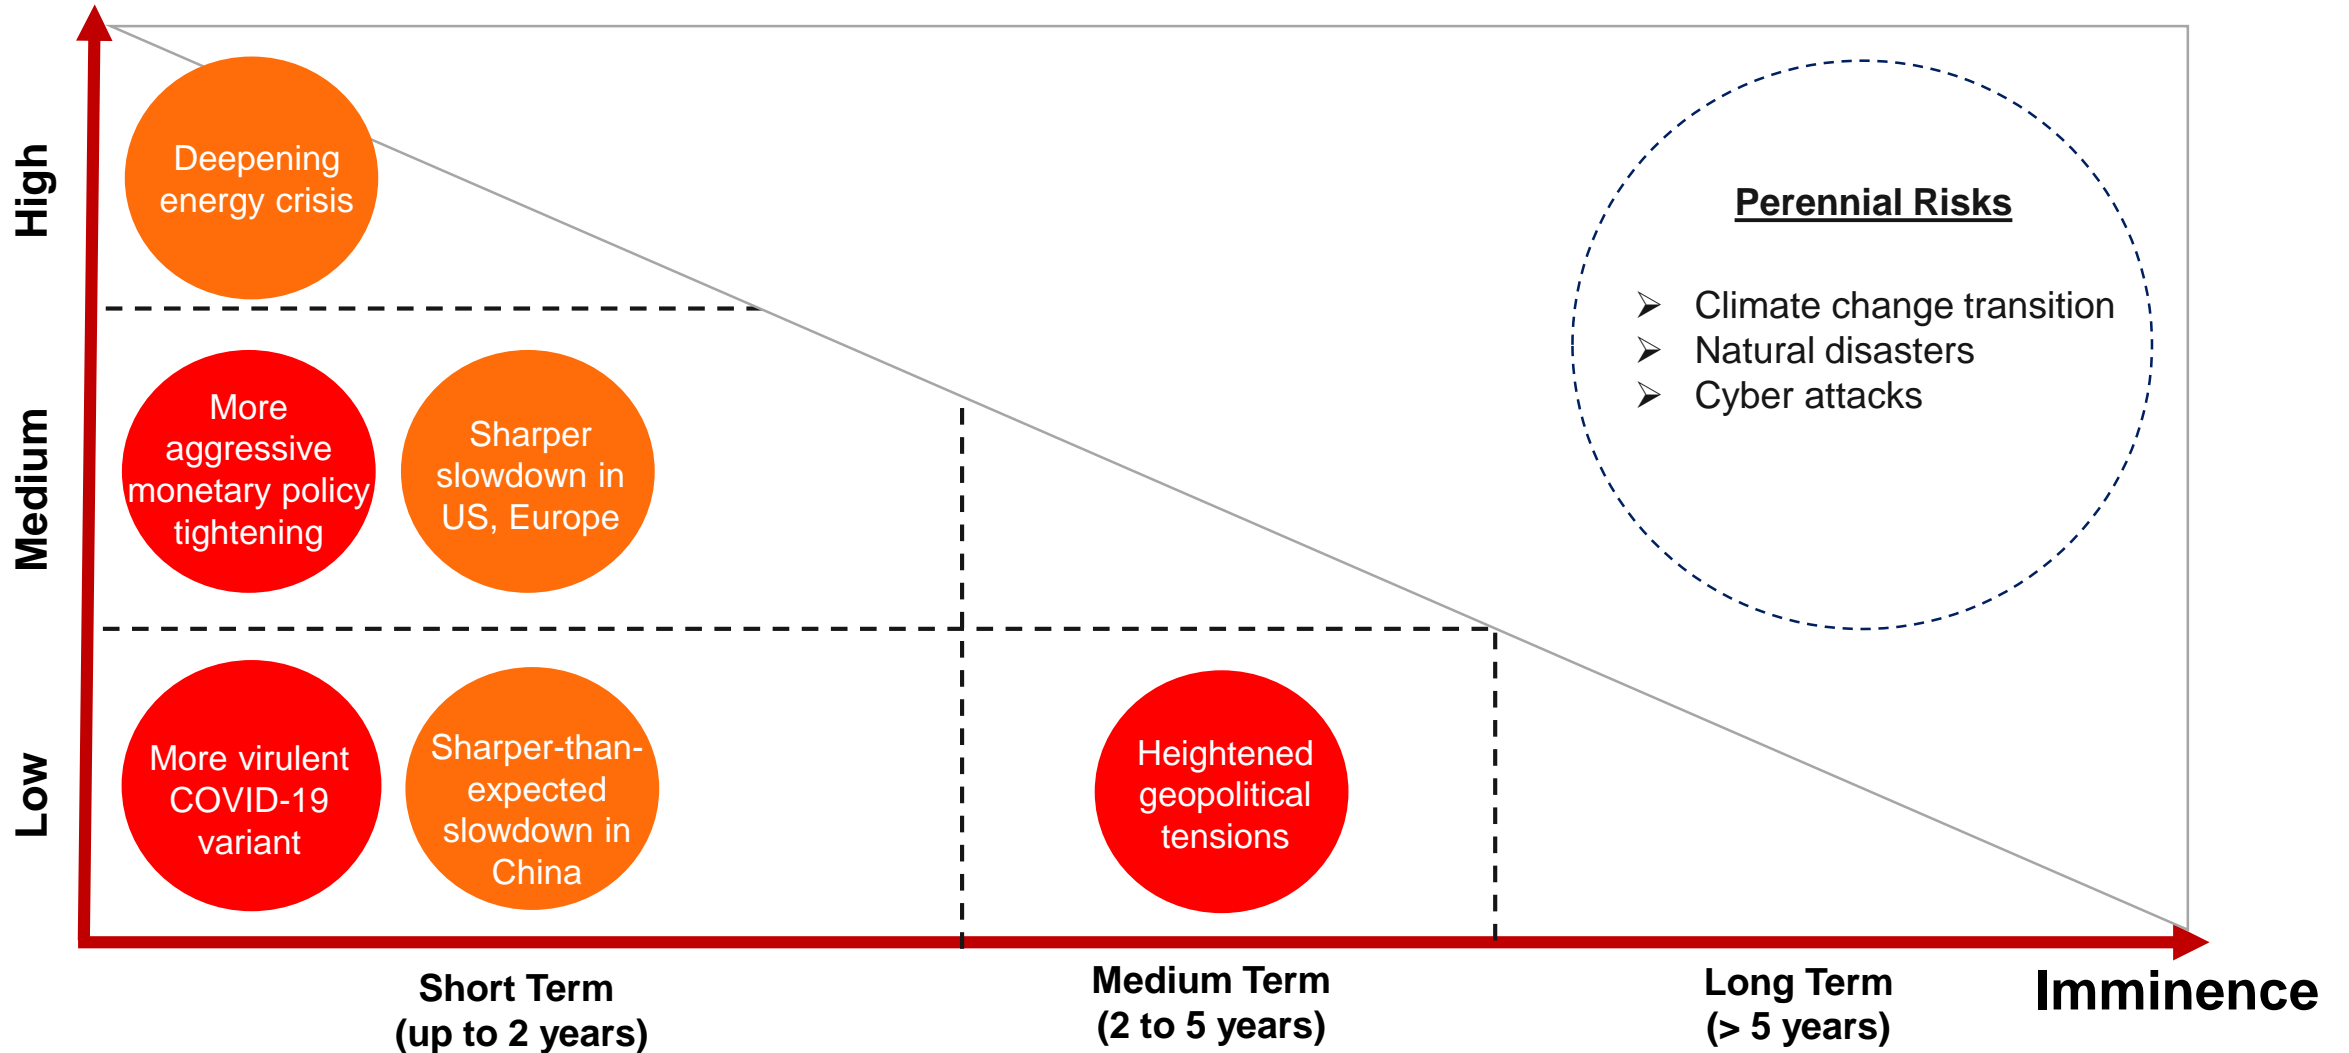 High
Deepening
energy crisis
Perennial Risks
➢ Climate change transition
➢ Natural disasters
➢ Cyber attacks
Medium
More
aggressive
monetary policy
tightening
Sharper
slowdown in
US, Europe
Low
More virulent
COVID-19
variant
Sharper-than-
expected
slowdown in
China
Heightened
geopolitical
tensions
Short Term
(up to 2 years)
Medium Term
(2 to 5 years)
Long Term
(> 5 years)
Imminence